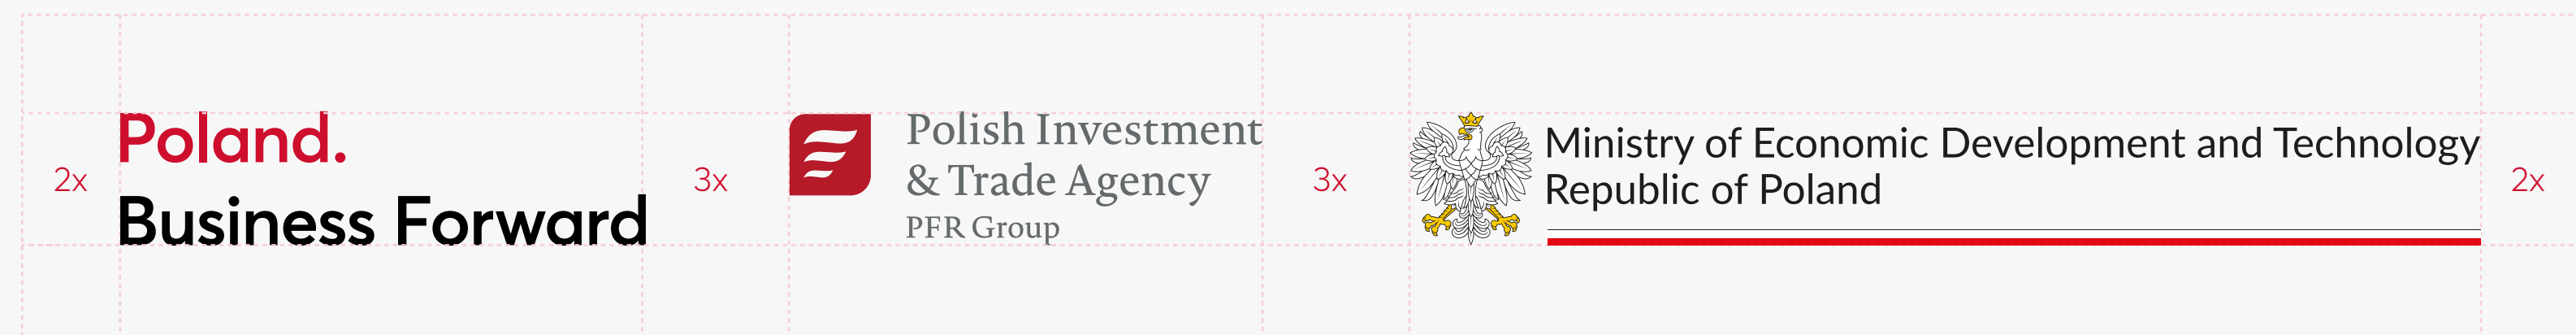 2x
Poland.
Business Forward
3x
Polish Investment
& Trade Agency
PFR Group
3x
Ministry of Economic Development and Technology
Republic of Poland
2x